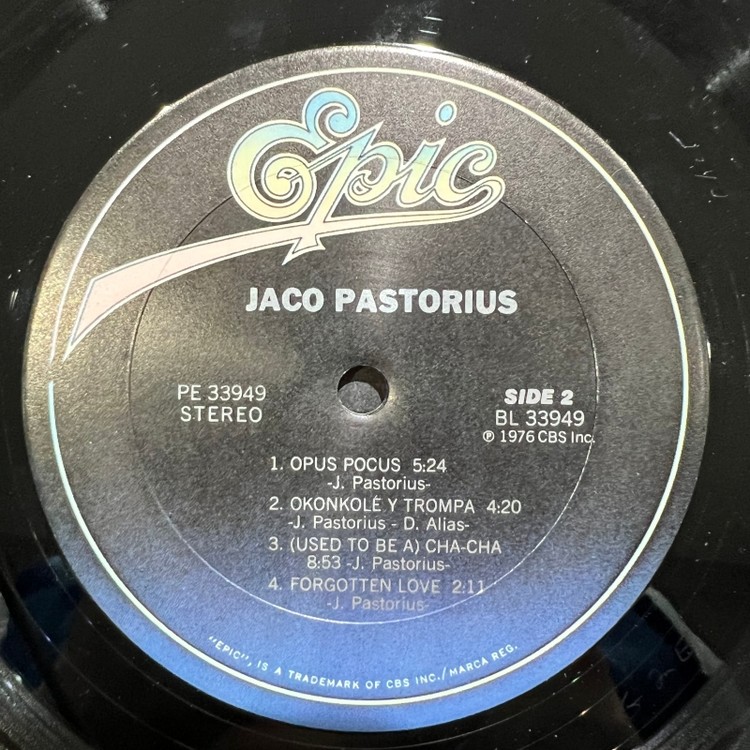 Epic
JACO PASTORIUS
PE 33949
STEREO
SIDE 2
BL 33949
℗ 1976 CBS Inc.
1. OPUS POCUS 5:24
-J. Pastorius-
2. OKONKOLÉ Y TROMPA 4:20
-J. Pastorius - D. Alias-
3. (USED TO BE A) CHA-CHA
8:53 -J. Pastorius-
4. FORGOTTEN LOVE 2:11
-J. Pastorius-
"EPIC", IS A TRADEMARK OF CBS INC./MARCA REG.